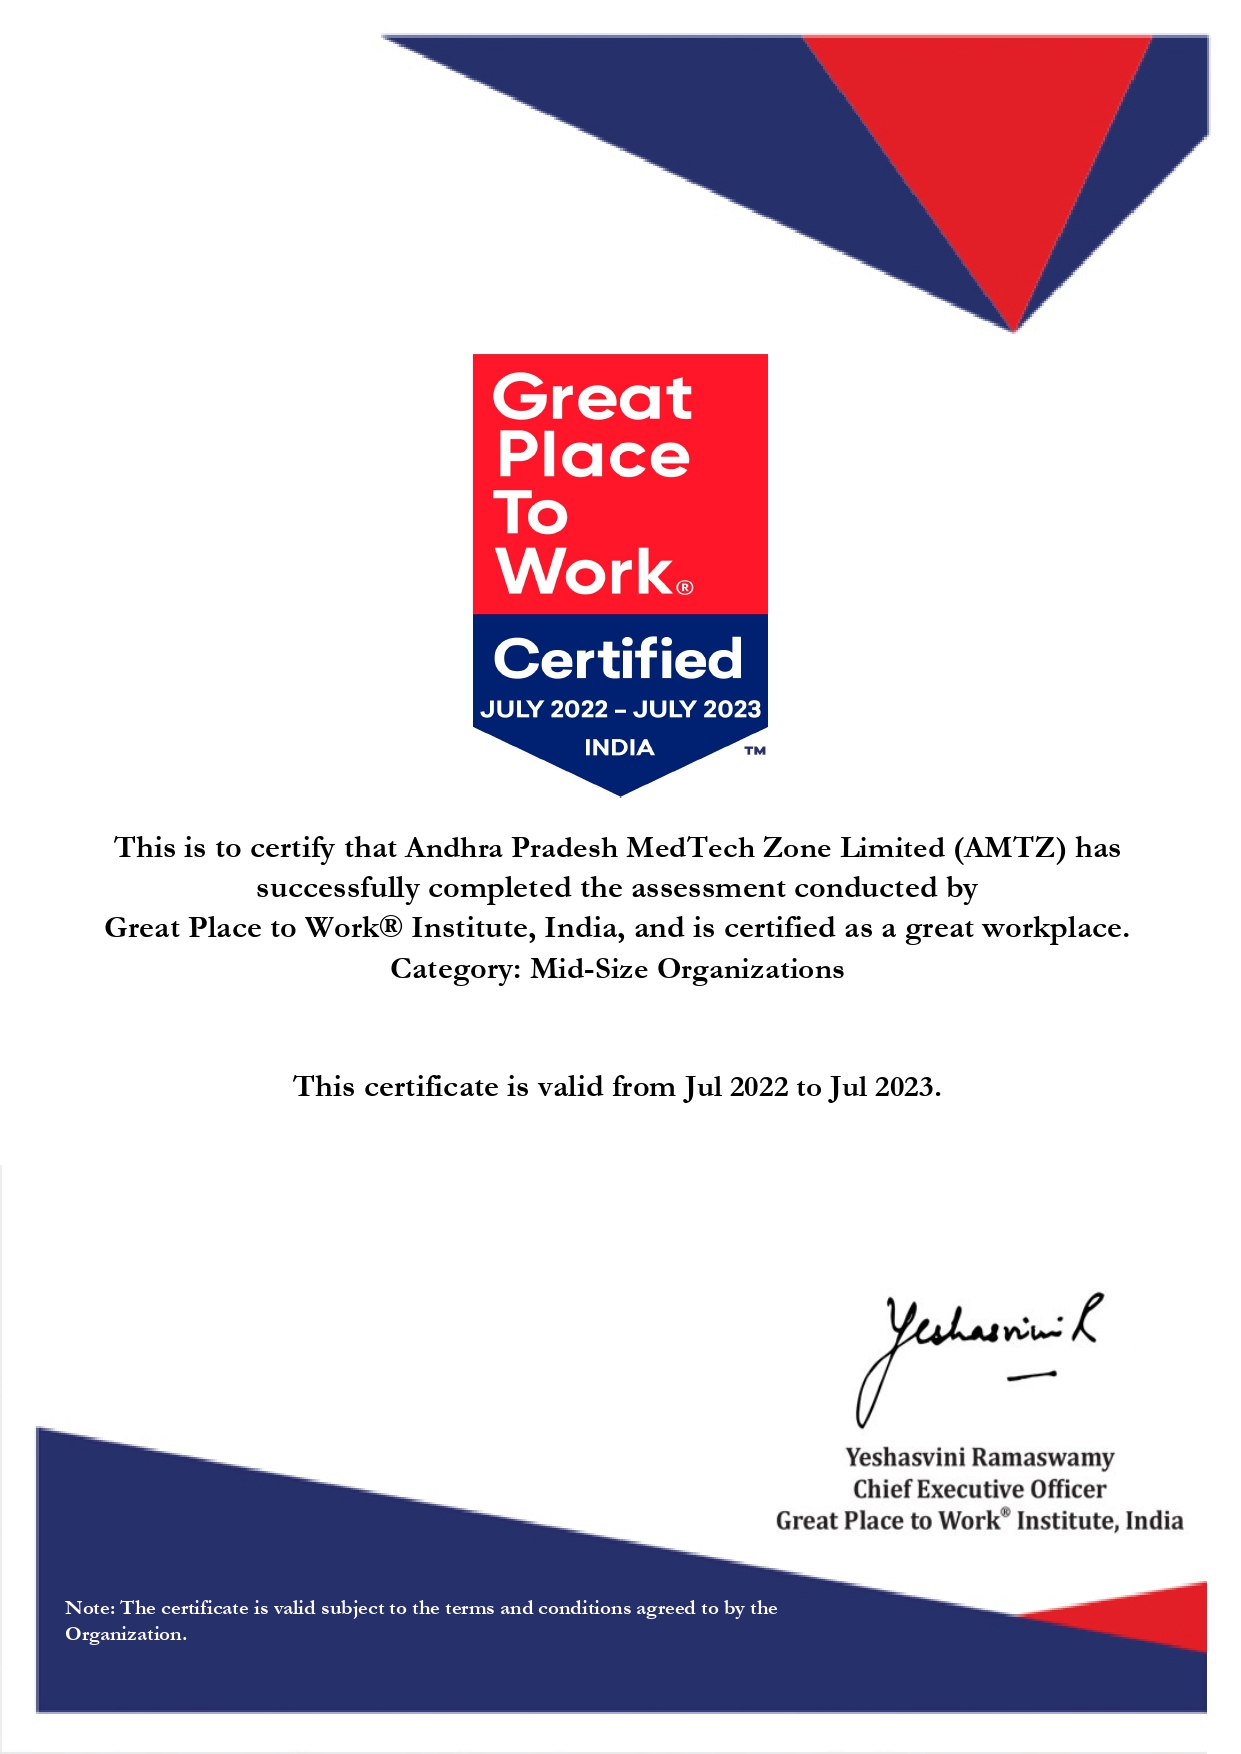 Great
Place
To
Work®
Certified
JULY 2022 – JULY 2023
INDIA
™
This is to certify that Andhra Pradesh MedTech Zone Limited (AMTZ) has
successfully completed the assessment conducted by
Great Place to Work® Institute, India, and is certified as a great workplace.
Category: Mid-Size Organizations
This certificate is valid from Jul 2022 to Jul 2023.
Yeshasvini R
Yeshasvini Ramaswamy
Chief Executive Officer
Great Place to Work® Institute, India
Note: The certificate is valid subject to the terms and conditions agreed to by the
Organization.